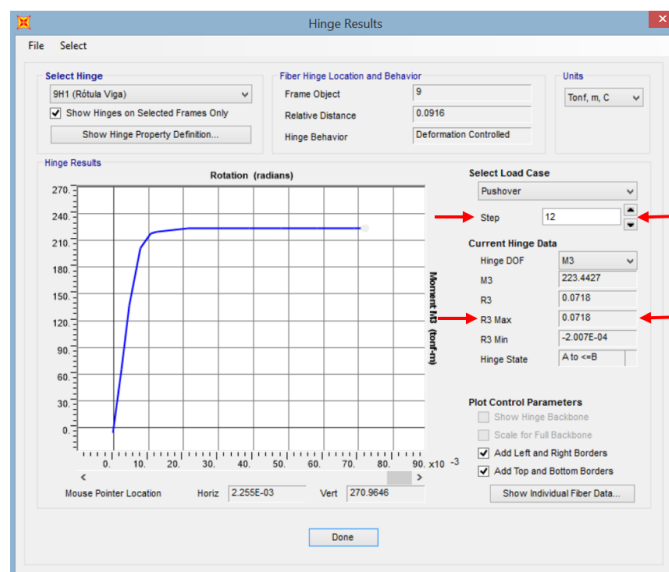 Hinge Results
File Select
Select Hinge
9H1 (Rótula Viga)
Show Hinges on Selected Frames Only
Show Hinge Property Definition...
Fiber Hinge Location and Behavior
Frame Object 9
Relative Distance 0.0916
Hinge Behavior Deformation Controlled
Units
Tonf, m, C
Hinge Results
Rotation (radians)
270.
240.
210.
180.
150.
120.
90.
60.
30.
0.
0. 10. 20. 30. 40. 50. 60. 70. 80. 90. x10 -3
Moment M3 (tonf-m)
Mouse Pointer Location Horiz 2.255E-03 Vert 270.9646
Select Load Case
Pushover
Step 12
Current Hinge Data
Hinge DOF M3
M3 223.4427
R3 0.0718
R3 Max 0.0718
R3 Min -2.007E-04
Hinge State A to <=B
Plot Control Parameters
Show Hinge Backbone
Scale for Full Backbone
Add Left and Right Borders
Add Top and Bottom Borders
Show Individual Fiber Data...
Done